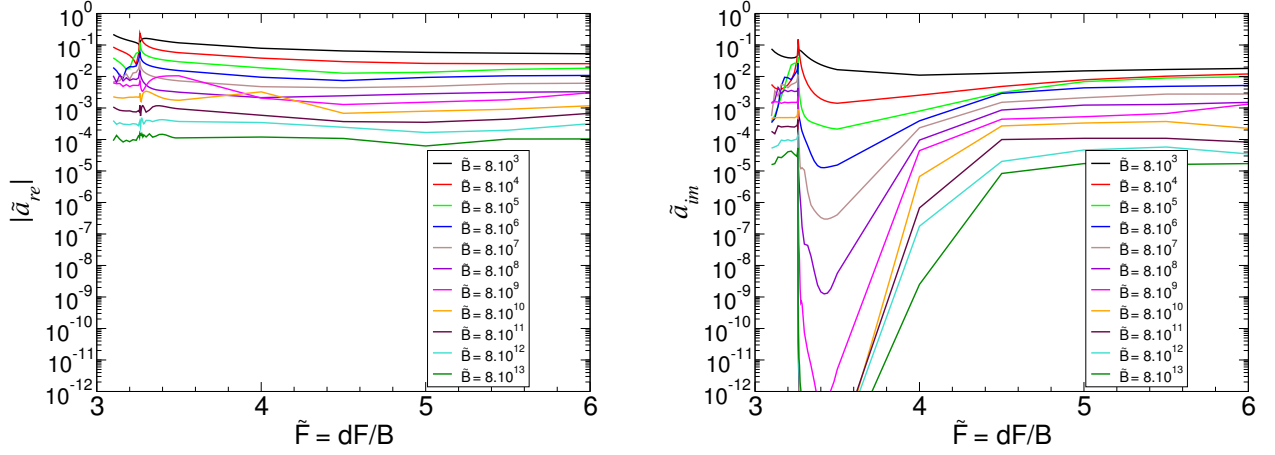 10^0
10^-1
10^-2
10^-3
10^-4
10^-5
10^-6
10^-7
10^-8
10^-9
10^-10
10^-11
10^-12
|ã_re|
3 4 5 6
F̃ = dF/B
B̃ = 8.10^3
B̃ = 8.10^4
B̃ = 8.10^5
B̃ = 8.10^6
B̃ = 8.10^7
B̃ = 8.10^8
B̃ = 8.10^9
B̃ = 8.10^10
B̃ = 8.10^11
B̃ = 8.10^12
B̃ = 8.10^13
10^0
10^-1
10^-2
10^-3
10^-4
10^-5
10^-6
10^-7
10^-8
10^-9
10^-10
10^-11
10^-12
ã_im
3 4 5 6
F̃ = dF/B
B̃ = 8.10^3
B̃ = 8.10^4
B̃ = 8.10^5
B̃ = 8.10^6
B̃ = 8.10^7
B̃ = 8.10^8
B̃ = 8.10^9
B̃ = 8.10^10
B̃ = 8.10^11
B̃ = 8.10^12
B̃ = 8.10^13